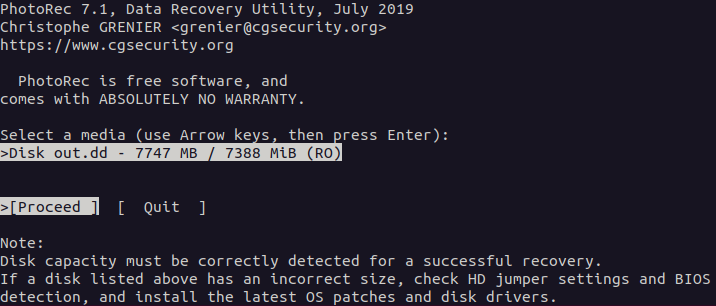 PhotoRec 7.1, Data Recovery Utility, July 2019
Christophe GRENIER <grenier@cgsecurity.org>
https://www.cgsecurity.org
PhotoRec is free software, and
comes with ABSOLUTELY NO WARRANTY.
Select a media (use Arrow keys, then press Enter):
>Disk out.dd - 7747 MB / 7388 MiB (RO)
>[Proceed ]  [  Quit  ]
Note:
Disk capacity must be correctly detected for a successful recovery.
If a disk listed above has an incorrect size, check HD jumper settings and BIOS
detection, and install the latest OS patches and disk drivers.